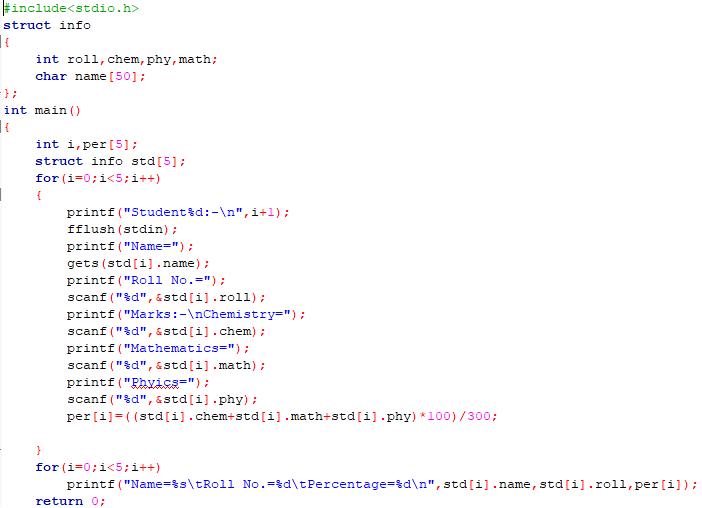 #include<stdio.h>
struct info
{
    int roll,chem,phy,math;
    char name[50];
};
int main()
{
    int i,per[5];
    struct info std[5];
    for(i=0;i<5;i++)
    {
        printf("Student%d:-\n",i+1);
        fflush(stdin);
        printf("Name=");
        gets(std[i].name);
        printf("Roll No.=");
        scanf("%d",&std[i].roll);
        printf("Marks:-\nChemistry=");
        scanf("%d",&std[i].chem);
        printf("Mathematics=");
        scanf("%d",&std[i].math);
        printf("Phyics=");
        scanf("%d",&std[i].phy);
        per[i]=((std[i].chem+std[i].math+std[i].phy)*100)/300;
    }
    for(i=0;i<5;i++)
        printf("Name=%s\tRoll No.=%d\tPercentage=%d\n",std[i].name,std[i].roll,per[i]);
    return 0;